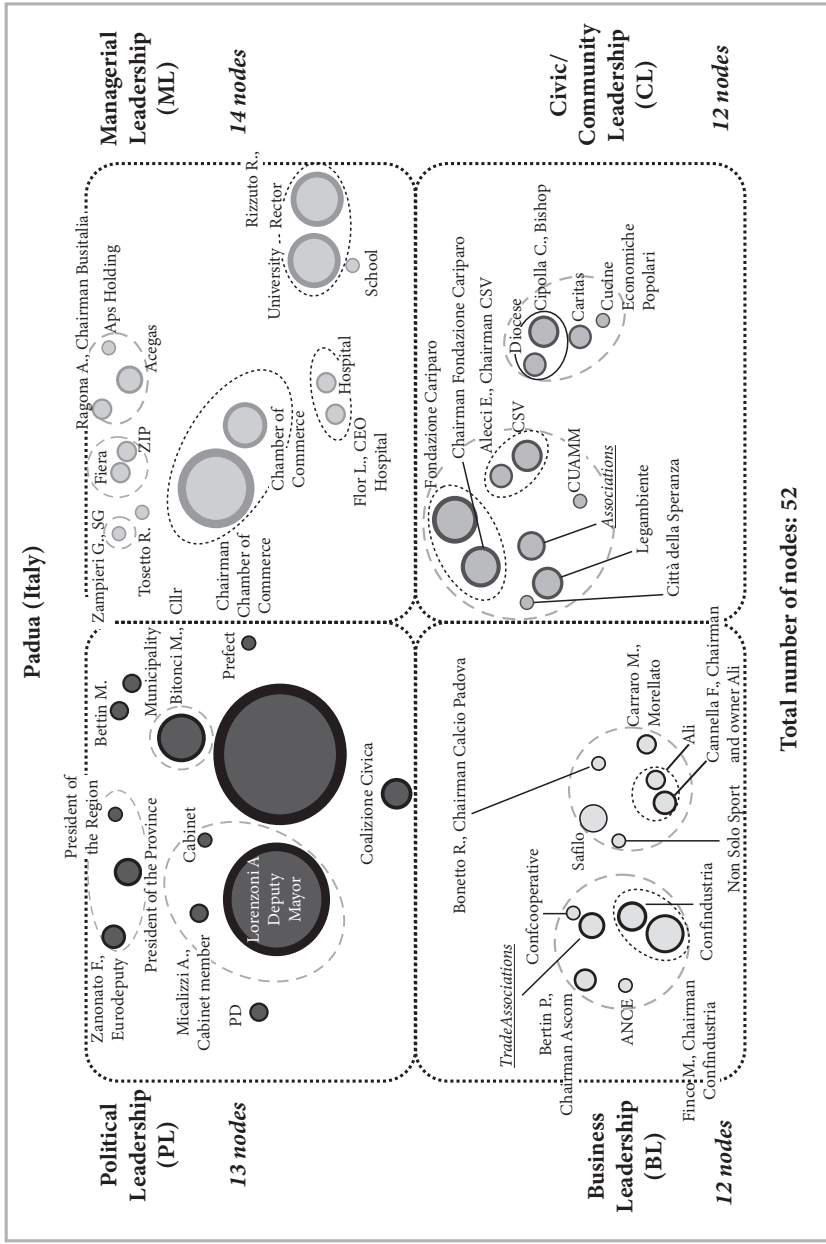 Padua (Italy)
Political
Leadership
(PL)
13 nodes
Managerial
Leadership
(ML)
14 nodes
Business
Leadership
(BL)
12 nodes
Civic/
Community
Leadership
(CL)
12 nodes
Zanonato F.,
Eurodeputy
President of
the Region
President of the Province
Bettin M.
Municipality
Bitonci M., Cllr
Micalizzi A.,
Cabinet member
Cabinet
Lorenzoni A
Deputy
Mayor
PD
Prefect
Coalizione Civica
Zampieri G., SG
Tosetto R.
Fiera
ZIP
Ragona A., Chairman Busitalia
Aps Holding
Acegas
Chairman
Chamber of
Commerce
Chamber of
Commerce
Flor L., CEO
Hospital
Hospital
University -- Rector
Rizzuto R.,
School
TradeAssociations
Confcooperative
Bertin P.,
Chairman Ascom
ANCE
Finco M., Chairman
Confindustria
Confindustria
Bonetto R., Chairman Calcio Padova
Safilo
Non Solo Sport
Carraro M.,
Morellato
Ali
Cannella F., Chairman
and owner Ali
Fondazione Cariparo
Chairman Fondazione Cariparo
Alecci E., Chairman CSV
CSV
CUAMM
Associations
Legambiente
Città della Speranza
Diocese
Cipolla C., Bishop
Caritas
Cucine
Economiche
Popolari
Total number of nodes: 52